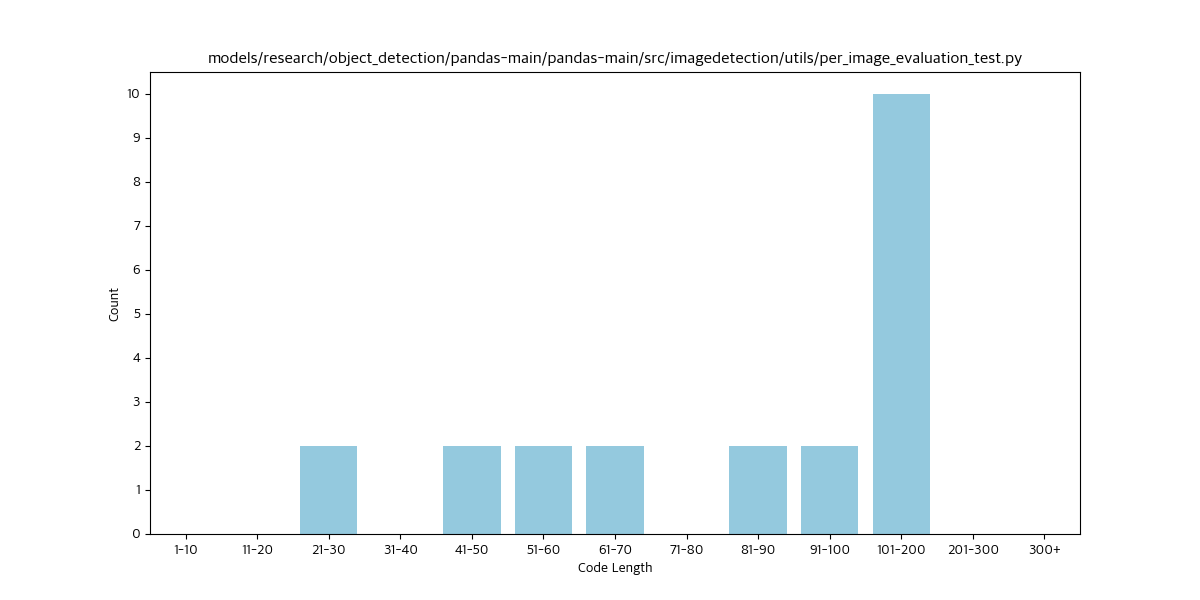 models/research/object_detection/pandas-main/pandas-main/src/imagedetection/utils/per_image_evaluation_test.py
10
9
8
7
6
5
4
3
2
1
0
Count
1-10 11-20 21-30 31-40 41-50 51-60 61-70 71-80 81-90 91-100 101-200 201-300 300+
Code Length